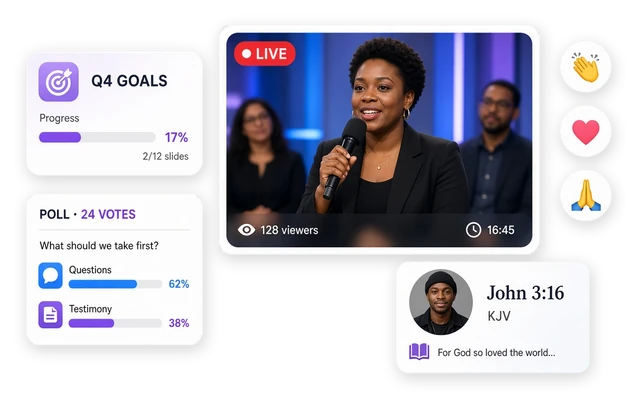 Q4 GOALS
Progress
17%
2/12 slides
POLL • 24 VOTES
What should we take first?
Questions
62%
Testimony
38%
LIVE
128 viewers
16:45
John 3:16
KJV
For God so loved the world...